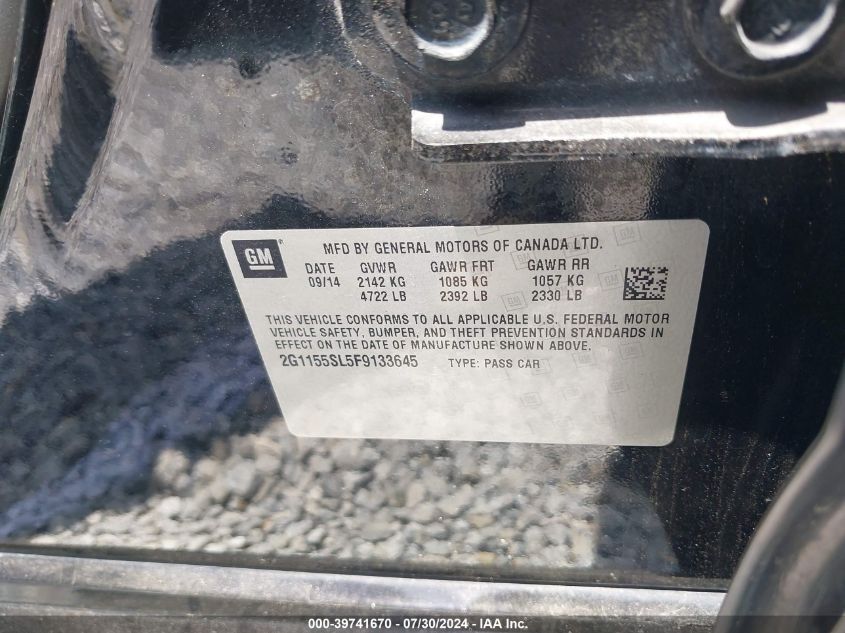 GM ®
MFD BY GENERAL MOTORS OF CANADA LTD.
DATE GVWR GAWR FRT GAWR RR
09/14 2142 KG 1085 KG 1057 KG
4722 LB 2392 LB 2330 LB
THIS VEHICLE CONFORMS TO ALL APPLICABLE U.S. FEDERAL MOTOR
VEHICLE SAFETY, BUMPER, AND THEFT PREVENTION STANDARDS IN
EFFECT ON THE DATE OF MANUFACTURE SHOWN ABOVE.
2G1155SL5F9133645 TYPE: PASS CAR
000-39741670 - 07/30/2024 - IAA Inc.